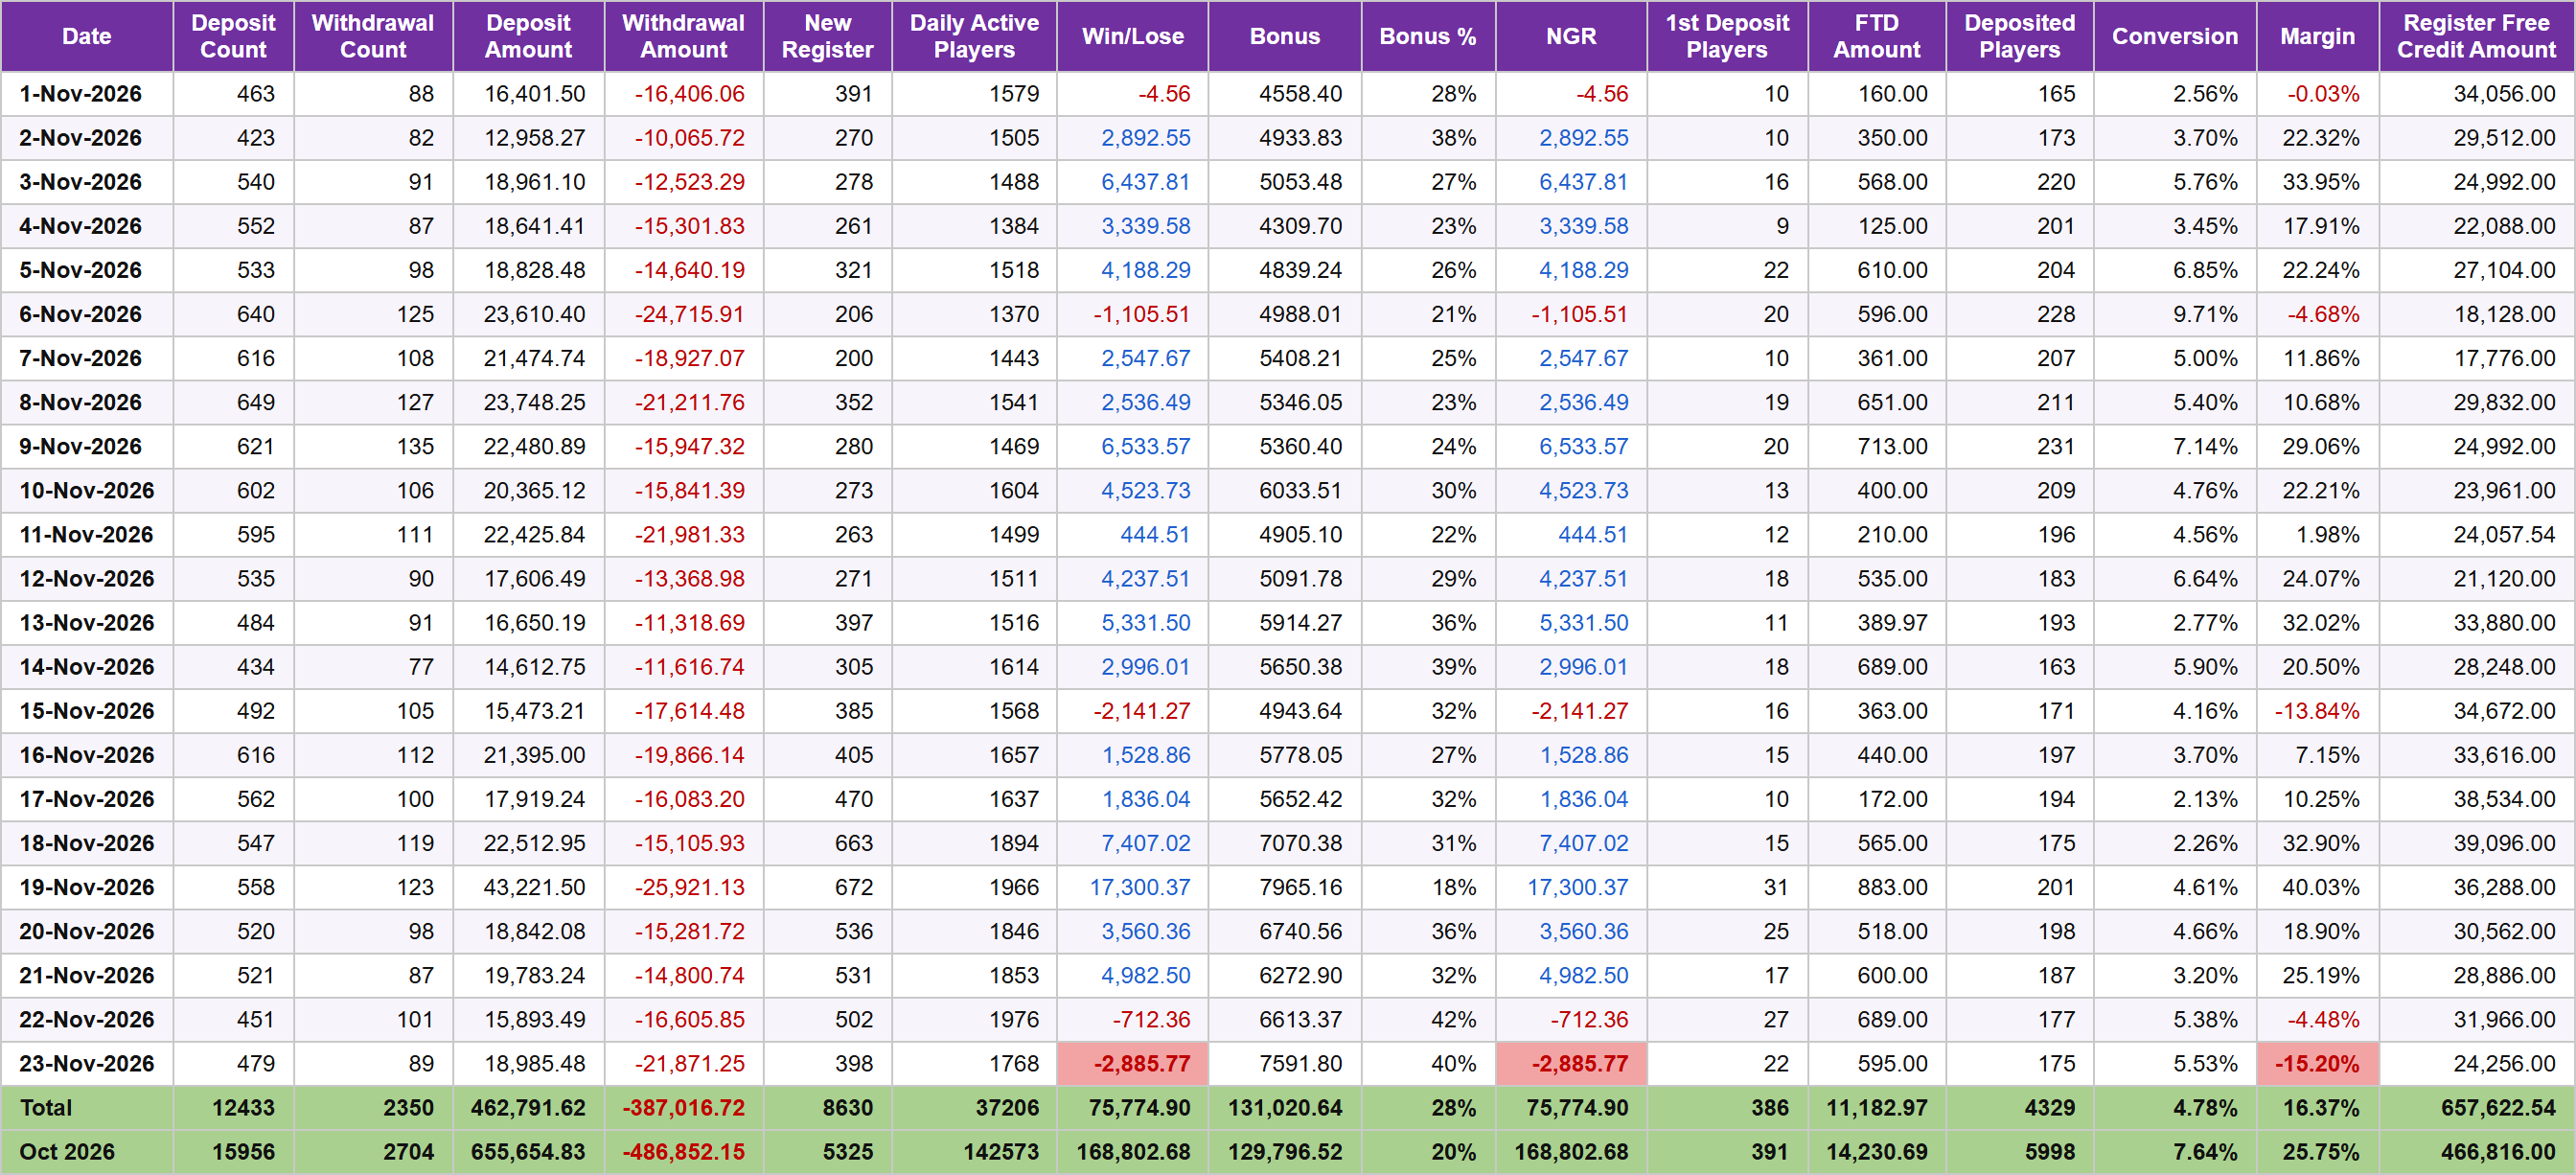 Date Deposit Count Withdrawal Count Deposit Amount Withdrawal Amount New Register Daily Active Players Win/Lose Bonus Bonus % NGR 1st Deposit Players FTD Amount Deposited Players Conversion Margin Register Free Credit Amount
1-Nov-2026 463 88 16,401.50 -16,406.06 391 1579 -4.56 4558.40 28% -4.56 10 160.00 165 2.56% -0.03% 34,056.00
2-Nov-2026 423 82 12,958.27 -10,065.72 270 1505 2,892.55 4933.83 38% 2,892.55 10 350.00 173 3.70% 22.32% 29,512.00
3-Nov-2026 540 91 18,961.10 -12,523.29 278 1488 6,437.81 5053.48 27% 6,437.81 16 568.00 220 5.76% 33.95% 24,992.00
4-Nov-2026 552 87 18,641.41 -15,301.83 261 1384 3,339.58 4309.70 23% 3,339.58 9 125.00 201 3.45% 17.91% 22,088.00
5-Nov-2026 533 98 18,828.48 -14,640.19 321 1518 4,188.29 4839.24 26% 4,188.29 22 610.00 204 6.85% 22.24% 27,104.00
6-Nov-2026 640 125 23,610.40 -24,715.91 206 1370 -1,105.51 4988.01 21% -1,105.51 20 596.00 228 9.71% -4.68% 18,128.00
7-Nov-2026 616 108 21,474.74 -18,927.07 200 1443 2,547.67 5408.21 25% 2,547.67 10 361.00 207 5.00% 11.86% 17,776.00
8-Nov-2026 649 127 23,748.25 -21,211.76 352 1541 2,536.49 5346.05 23% 2,536.49 19 651.00 211 5.40% 10.68% 29,832.00
9-Nov-2026 621 135 22,480.89 -15,947.32 280 1469 6,533.57 5360.40 24% 6,533.57 20 713.00 231 7.14% 29.06% 24,992.00
10-Nov-2026 602 106 20,365.12 -15,841.39 273 1604 4,523.73 6033.51 30% 4,523.73 13 400.00 209 4.76% 22.21% 23,961.00
11-Nov-2026 595 111 22,425.84 -21,981.33 263 1499 444.51 4905.10 22% 444.51 12 210.00 196 4.56% 1.98% 24,057.54
12-Nov-2026 535 90 17,606.49 -13,368.98 271 1511 4,237.51 5091.78 29% 4,237.51 18 535.00 183 6.64% 24.07% 21,120.00
13-Nov-2026 484 91 16,650.19 -11,318.69 397 1516 5,331.50 5914.27 36% 5,331.50 11 389.97 193 2.77% 32.02% 33,880.00
14-Nov-2026 434 77 14,612.75 -11,616.74 305 1614 2,996.01 5650.38 39% 2,996.01 18 689.00 163 5.90% 20.50% 28,248.00
15-Nov-2026 492 105 15,473.21 -17,614.48 385 1568 -2,141.27 4943.64 32% -2,141.27 16 363.00 171 4.16% -13.84% 34,672.00
16-Nov-2026 616 112 21,395.00 -19,866.14 405 1657 1,528.86 5778.05 27% 1,528.86 15 440.00 197 3.70% 7.15% 33,616.00
17-Nov-2026 562 100 17,919.24 -16,083.20 470 1637 1,836.04 5652.42 32% 1,836.04 10 172.00 194 2.13% 10.25% 38,534.00
18-Nov-2026 547 119 22,512.95 -15,105.93 663 1894 7,407.02 7070.38 31% 7,407.02 15 565.00 175 2.26% 32.90% 39,096.00
19-Nov-2026 558 123 43,221.50 -25,921.13 672 1966 17,300.37 7965.16 18% 17,300.37 31 883.00 201 4.61% 40.03% 36,288.00
20-Nov-2026 520 98 18,842.08 -15,281.72 536 1846 3,560.36 6740.56 36% 3,560.36 25 518.00 198 4.66% 18.90% 30,562.00
21-Nov-2026 521 87 19,783.24 -14,800.74 531 1853 4,982.50 6272.90 32% 4,982.50 17 600.00 187 3.20% 25.19% 28,886.00
22-Nov-2026 451 101 15,893.49 -16,605.85 502 1976 -712.36 6613.37 42% -712.36 27 689.00 177 5.38% -4.48% 31,966.00
23-Nov-2026 479 89 18,985.48 -21,871.25 398 1768 -2,885.77 7591.80 40% -2,885.77 22 595.00 175 5.53% -15.20% 24,256.00
Total 12433 2350 462,791.62 -387,016.72 8630 37206 75,774.90 131,020.64 28% 75,774.90 386 11,182.97 4329 4.78% 16.37% 657,622.54
Oct 2026 15956 2704 655,654.83 -486,852.15 5325 142573 168,802.68 129,796.52 20% 168,802.68 391 14,230.69 5998 7.64% 25.75% 466,816.00